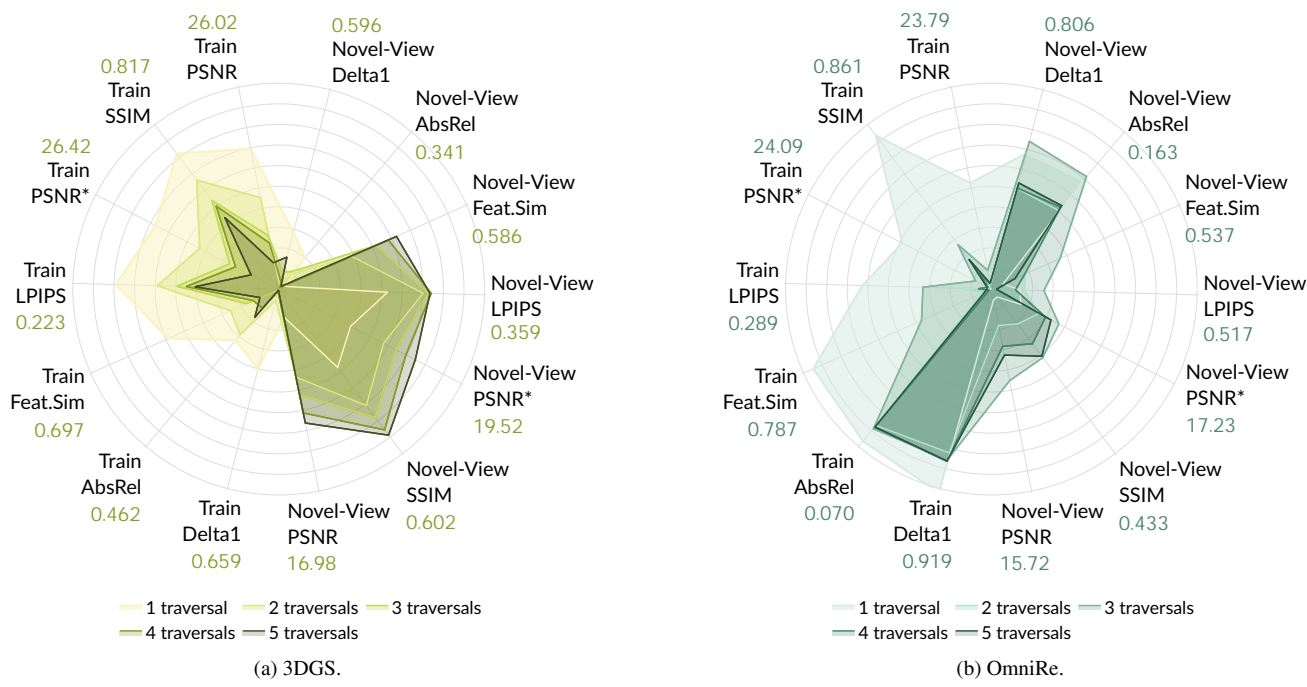 26.02
Train
PSNR
0.596
Novel-View
Delta1
0.817
Train
SSIM
Novel-View
AbsRel
0.341
26.42
Train
PSNR*
Novel-View
Feat.Sim
0.586
Train
LPIPS
0.223
Novel-View
LPIPS
0.359
Train
Feat.Sim
0.697
Novel-View
PSNR*
19.52
Train
AbsRel
0.462
Novel-View
SSIM
0.602
Train
Delta1
0.659
Novel-View
PSNR
16.98
1 traversal 2 traversals 3 traversals
4 traversals 5 traversals
(a) 3DGS.
23.79
Train
PSNR
0.806
Novel-View
Delta1
0.861
Train
SSIM
Novel-View
AbsRel
0.163
24.09
Train
PSNR*
Novel-View
Feat.Sim
0.537
Train
LPIPS
0.289
Novel-View
LPIPS
0.517
Train
Feat.Sim
0.787
Novel-View
PSNR*
17.23
Train
AbsRel
0.070
Novel-View
SSIM
0.433
Train
Delta1
0.919
Novel-View
PSNR
15.72
1 traversal 2 traversals 3 traversals
4 traversals 5 traversals
(b) OmniRe.